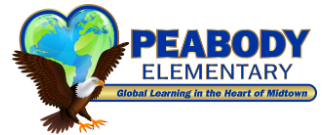 PEABODY
ELEMENTARY
Global Learning in the Heart of Midtown